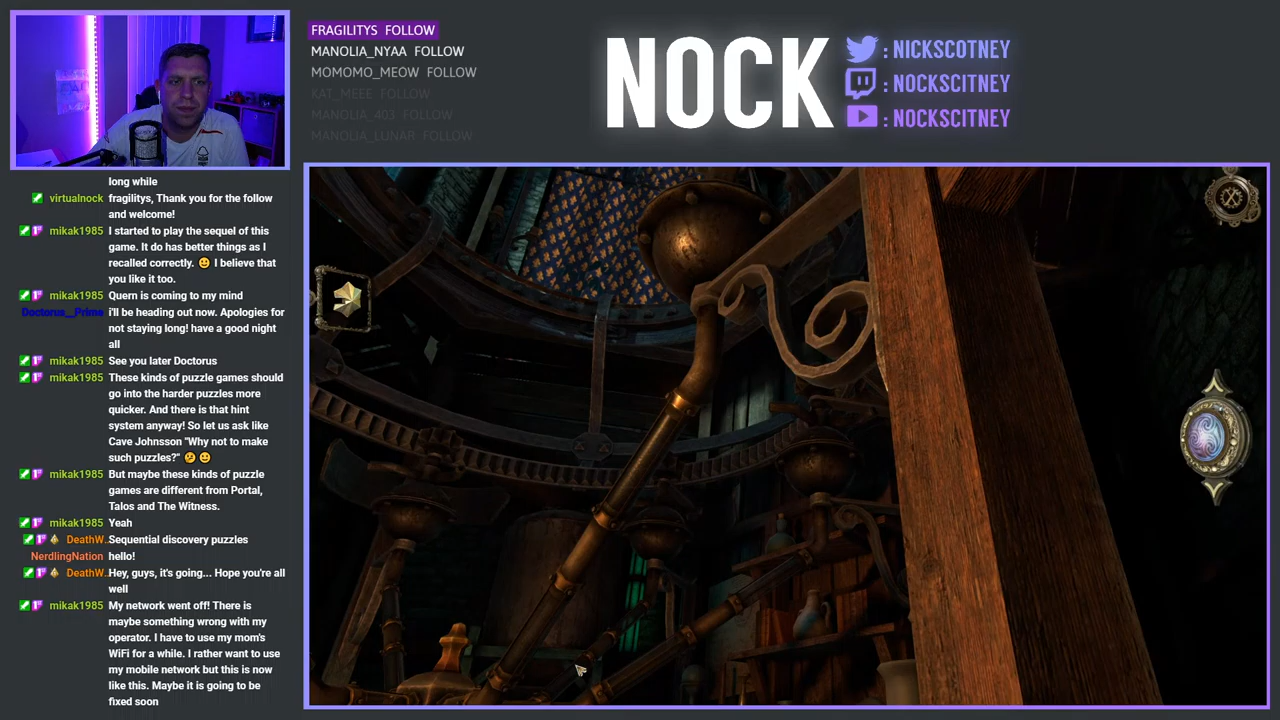 FRAGILITYS FOLLOW
MANOLIA_NYAA FOLLOW
MOMOMO_MEOW FOLLOW
KAT_MEEE FOLLOW
MANOLIA_403 FOLLOW
MANOLIA_LUNAR FOLLOW
NOCK
: NICKSCOTNEY
: NOCKSCITNEY
: NOCKSCITNEY
long while
virtualnock fragilitys, Thank you for the follow
and welcome!
mikak1985 I started to play the sequel of this
game. It do has better things as I
recalled correctly. 🙂 I believe that
you like it too.
mikak1985 Quern is coming to my mind
Doctorus__Prime i'll be heading out now. Apologies for
not staying long! have a good night
all
mikak1985 See you later Doctorus
mikak1985 These kinds of puzzle games should
go into the harder puzzles more
quicker. And there is that hint
system anyway! So let us ask like
Cave Johnsson "Why not to make
such puzzles?" 🤔 🙂
mikak1985 But maybe these kinds of puzzle
games are different from Portal,
Talos and The Witness.
mikak1985 Yeah
DeathW... Sequential discovery puzzles
NerdlingNation hello!
DeathW... Hey, guys, it's going... Hope you're all
well
mikak1985 My network went off! There is
maybe something wrong with my
operator. I have to use my mom's
WiFi for a while. I rather want to use
my mobile network but this is now
like this. Maybe it is going to be
fixed soon